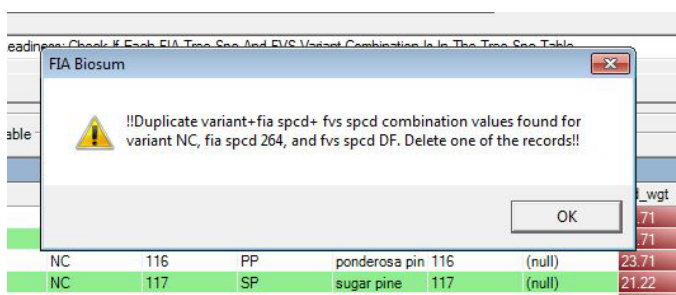 eadiness: Check If Each FIA Tree Spc And FVS Variant Combination Is In The Tree Spc Table
FIA Biosum
!!Duplicate variant+fia spcd+ fvs spcd combination values found for
variant NC, fia spcd 264, and fvs spcd DF. Delete one of the records!!
able
OK
d_wgt
.71
.71
NC 116 PP ponderosa pin 116 (null) 23.71
NC 117 SP sugar pine 117 (null) 21.22